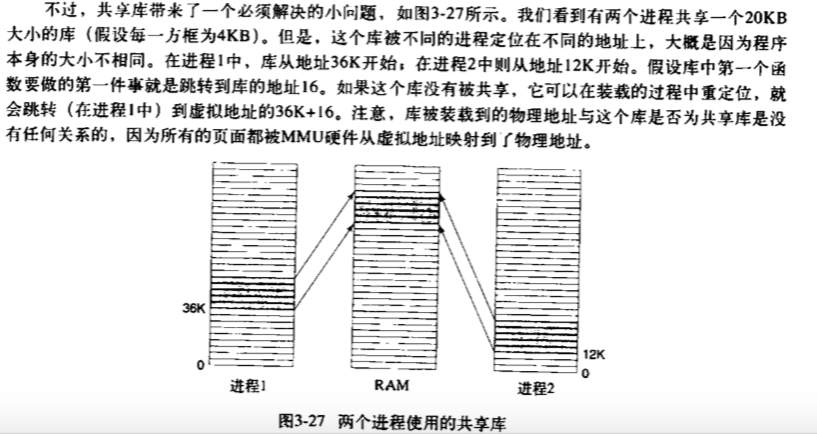 不过，共享库带来了一个必须解决的小问题，如图3-27所示。我们看到有两个进程共享一个20KB
大小的库（假设每一方框为4KB）。但是，这个库被不同的进程定位在不同的地址上，大概是因为程序
本身的大小不相同。在进程1中，库从地址36K开始；在进程2中则从地址12K开始。假设库中第一个函
数要做的第一件事就是跳转到库的地址16。如果这个库没有被共享，它可以在装载的过程中重定位，就
会跳转（在进程1中）到虚拟地址的36K+16。注意，库被装载到的物理地址与这个库是否为共享库是没
有任何关系的，因为所有的页面都被MMU硬件从虚拟地址映射到了物理地址。
36K
12K
0
0
进程1
RAM
进程2
图3-27 两个进程使用的共享库